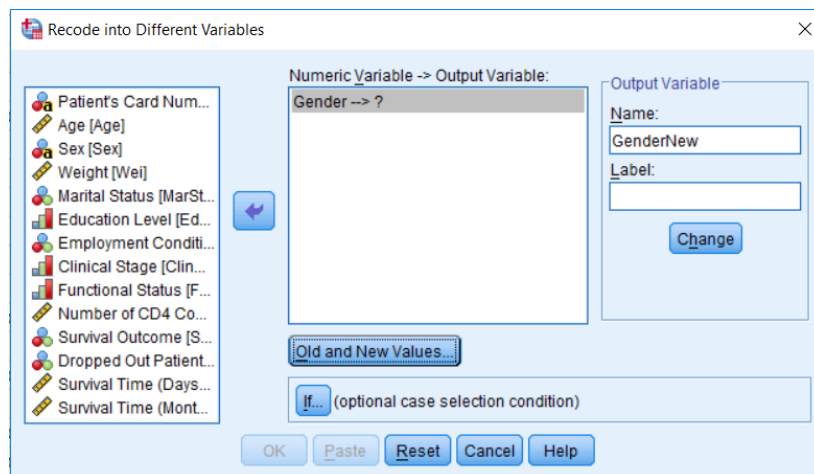 Recode into Different Variables
Patient's Card Num...
Age [Age]
Sex [Sex]
Weight [Wei]
Marital Status [MarSt...
Education Level [Ed...
Employment Conditi...
Clinical Stage [Clin...
Functional Status [F...
Number of CD4 Co...
Survival Outcome [S...
Dropped Out Patient...
Survival Time (Days...
Survival Time (Mont...
Numeric Variable -> Output Variable:
Gender --> ?
Output Variable
Name:
GenderNew
Label:
Change
Old and New Values...
If... (optional case selection condition)
OK Paste Reset Cancel Help